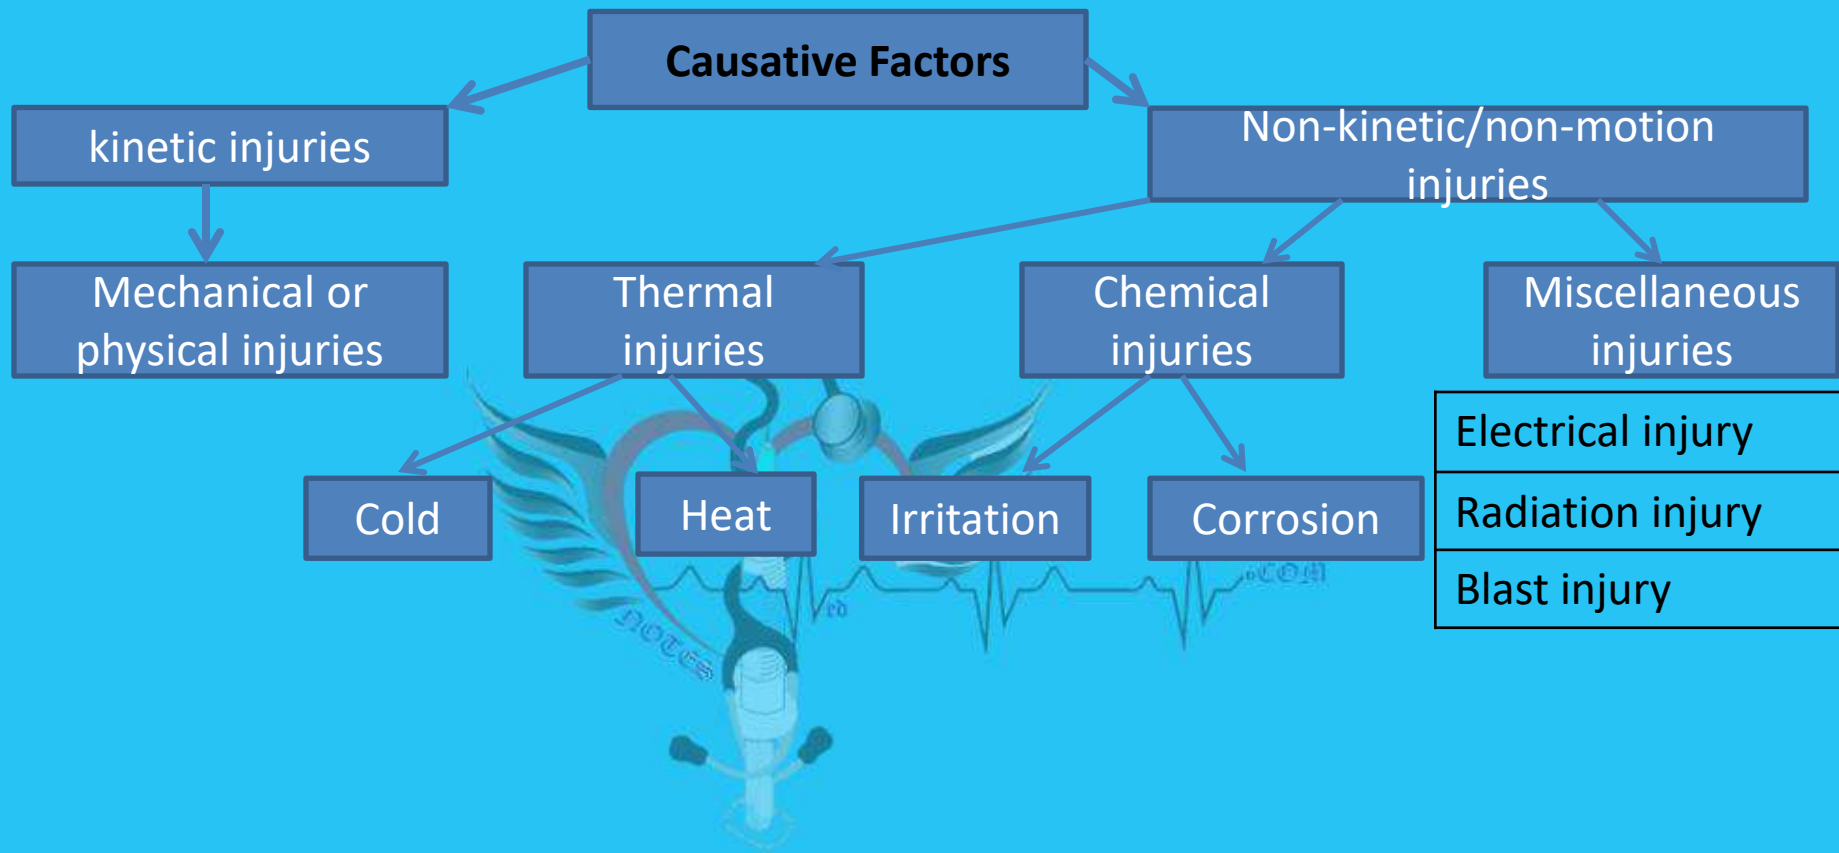 Causative Factors
kinetic injuries
Non-kinetic/non-motion
injuries
Mechanical or
physical injuries
Thermal
injuries
Chemical
injuries
Miscellaneous
injuries
Cold
Heat
Irritation
Corrosion
Electrical injury
Radiation injury
Blast injury
NOTES